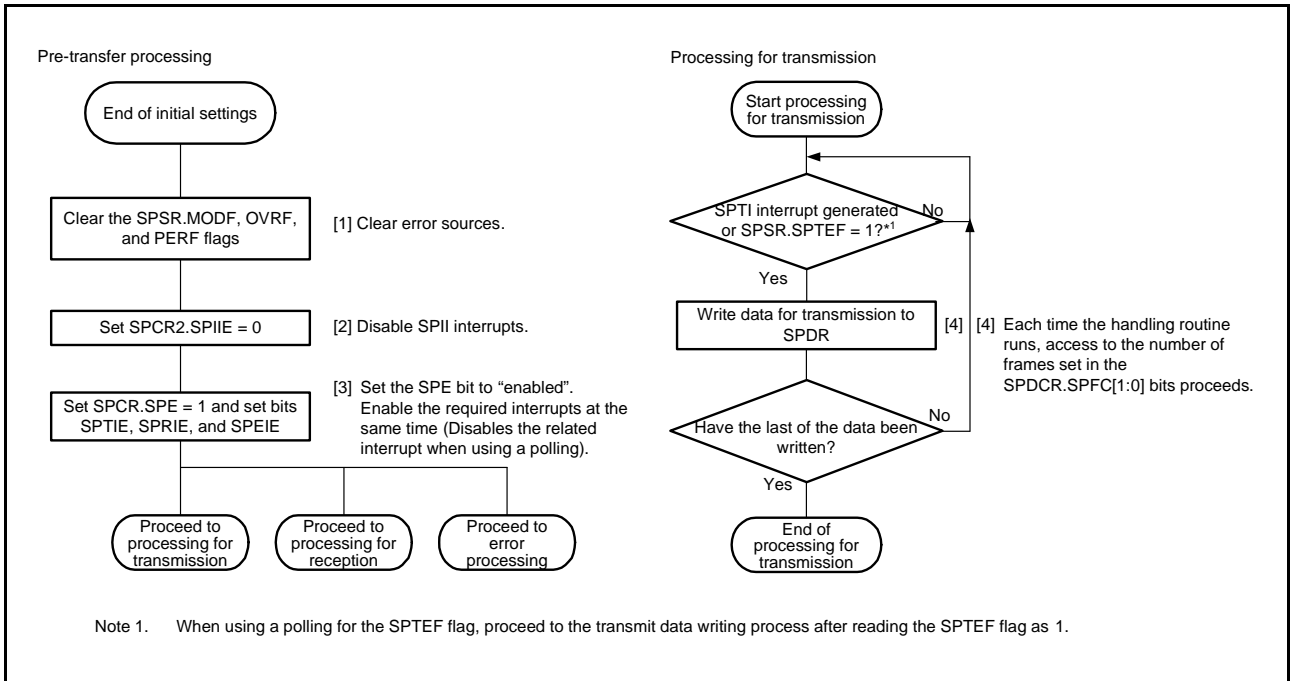 Pre-transfer processing
End of initial settings
Clear the SPSR.MODF, OVRF,
and PERF flags
[1] Clear error sources.
Set SPCR2.SPIIE = 0
[2] Disable SPII interrupts.
Set SPCR.SPE = 1 and set bits
SPTIE, SPRIE, and SPEIE
[3] Set the SPE bit to “enabled”.
Enable the required interrupts at the
same time (Disables the related
interrupt when using a polling).
Proceed to
processing for
transmission
Proceed to
processing for
reception
Proceed to
error
processing
Processing for transmission
Start processing
for transmission
SPTI interrupt generated
or SPSR.SPTEF = 1?*1
No
Yes
Write data for transmission to
SPDR
[4]
[4] Each time the handling routine
runs, access to the number of
frames set in the
SPDCR.SPFC[1:0] bits proceeds.
Have the last of the data been
written?
No
Yes
End of
processing for
transmission
Note 1. When using a polling for the SPTEF flag, proceed to the transmit data writing process after reading the SPTEF flag as 1.